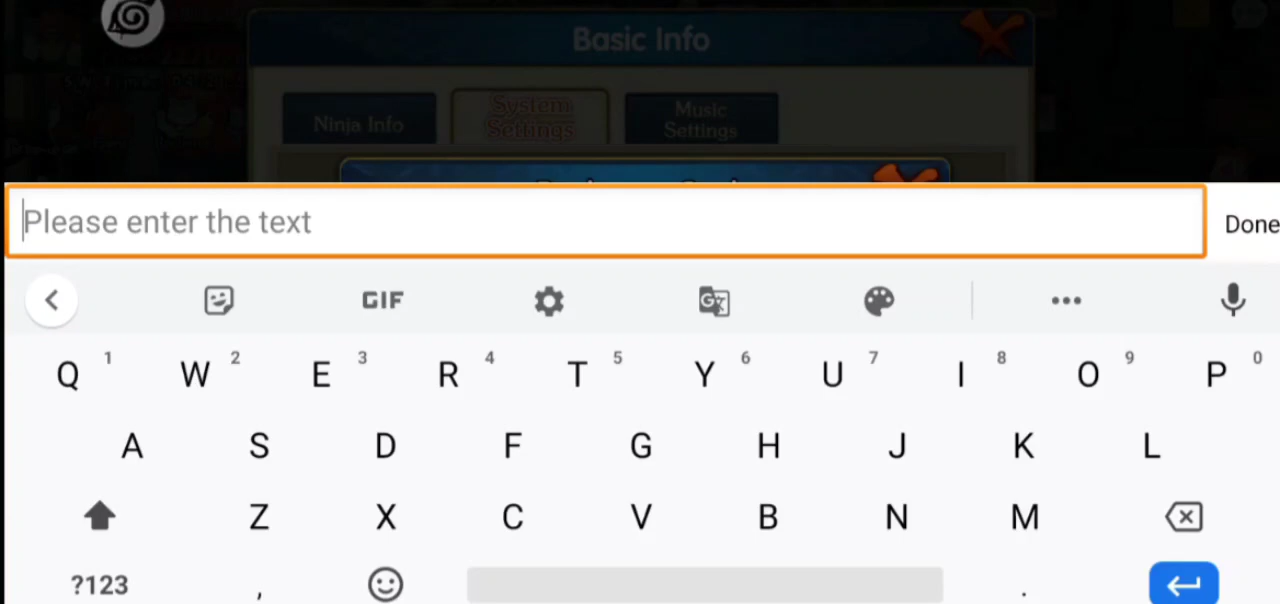 Basic Info
Ninja Info
System Settings
Music Settings
Please enter the text
Done
GIF
Q 1 W 2 E 3 R 4 T 5 Y 6 U 7 I 8 O 9 P 0
A S D F G H J K L
Z X C V B N M
?123 , .